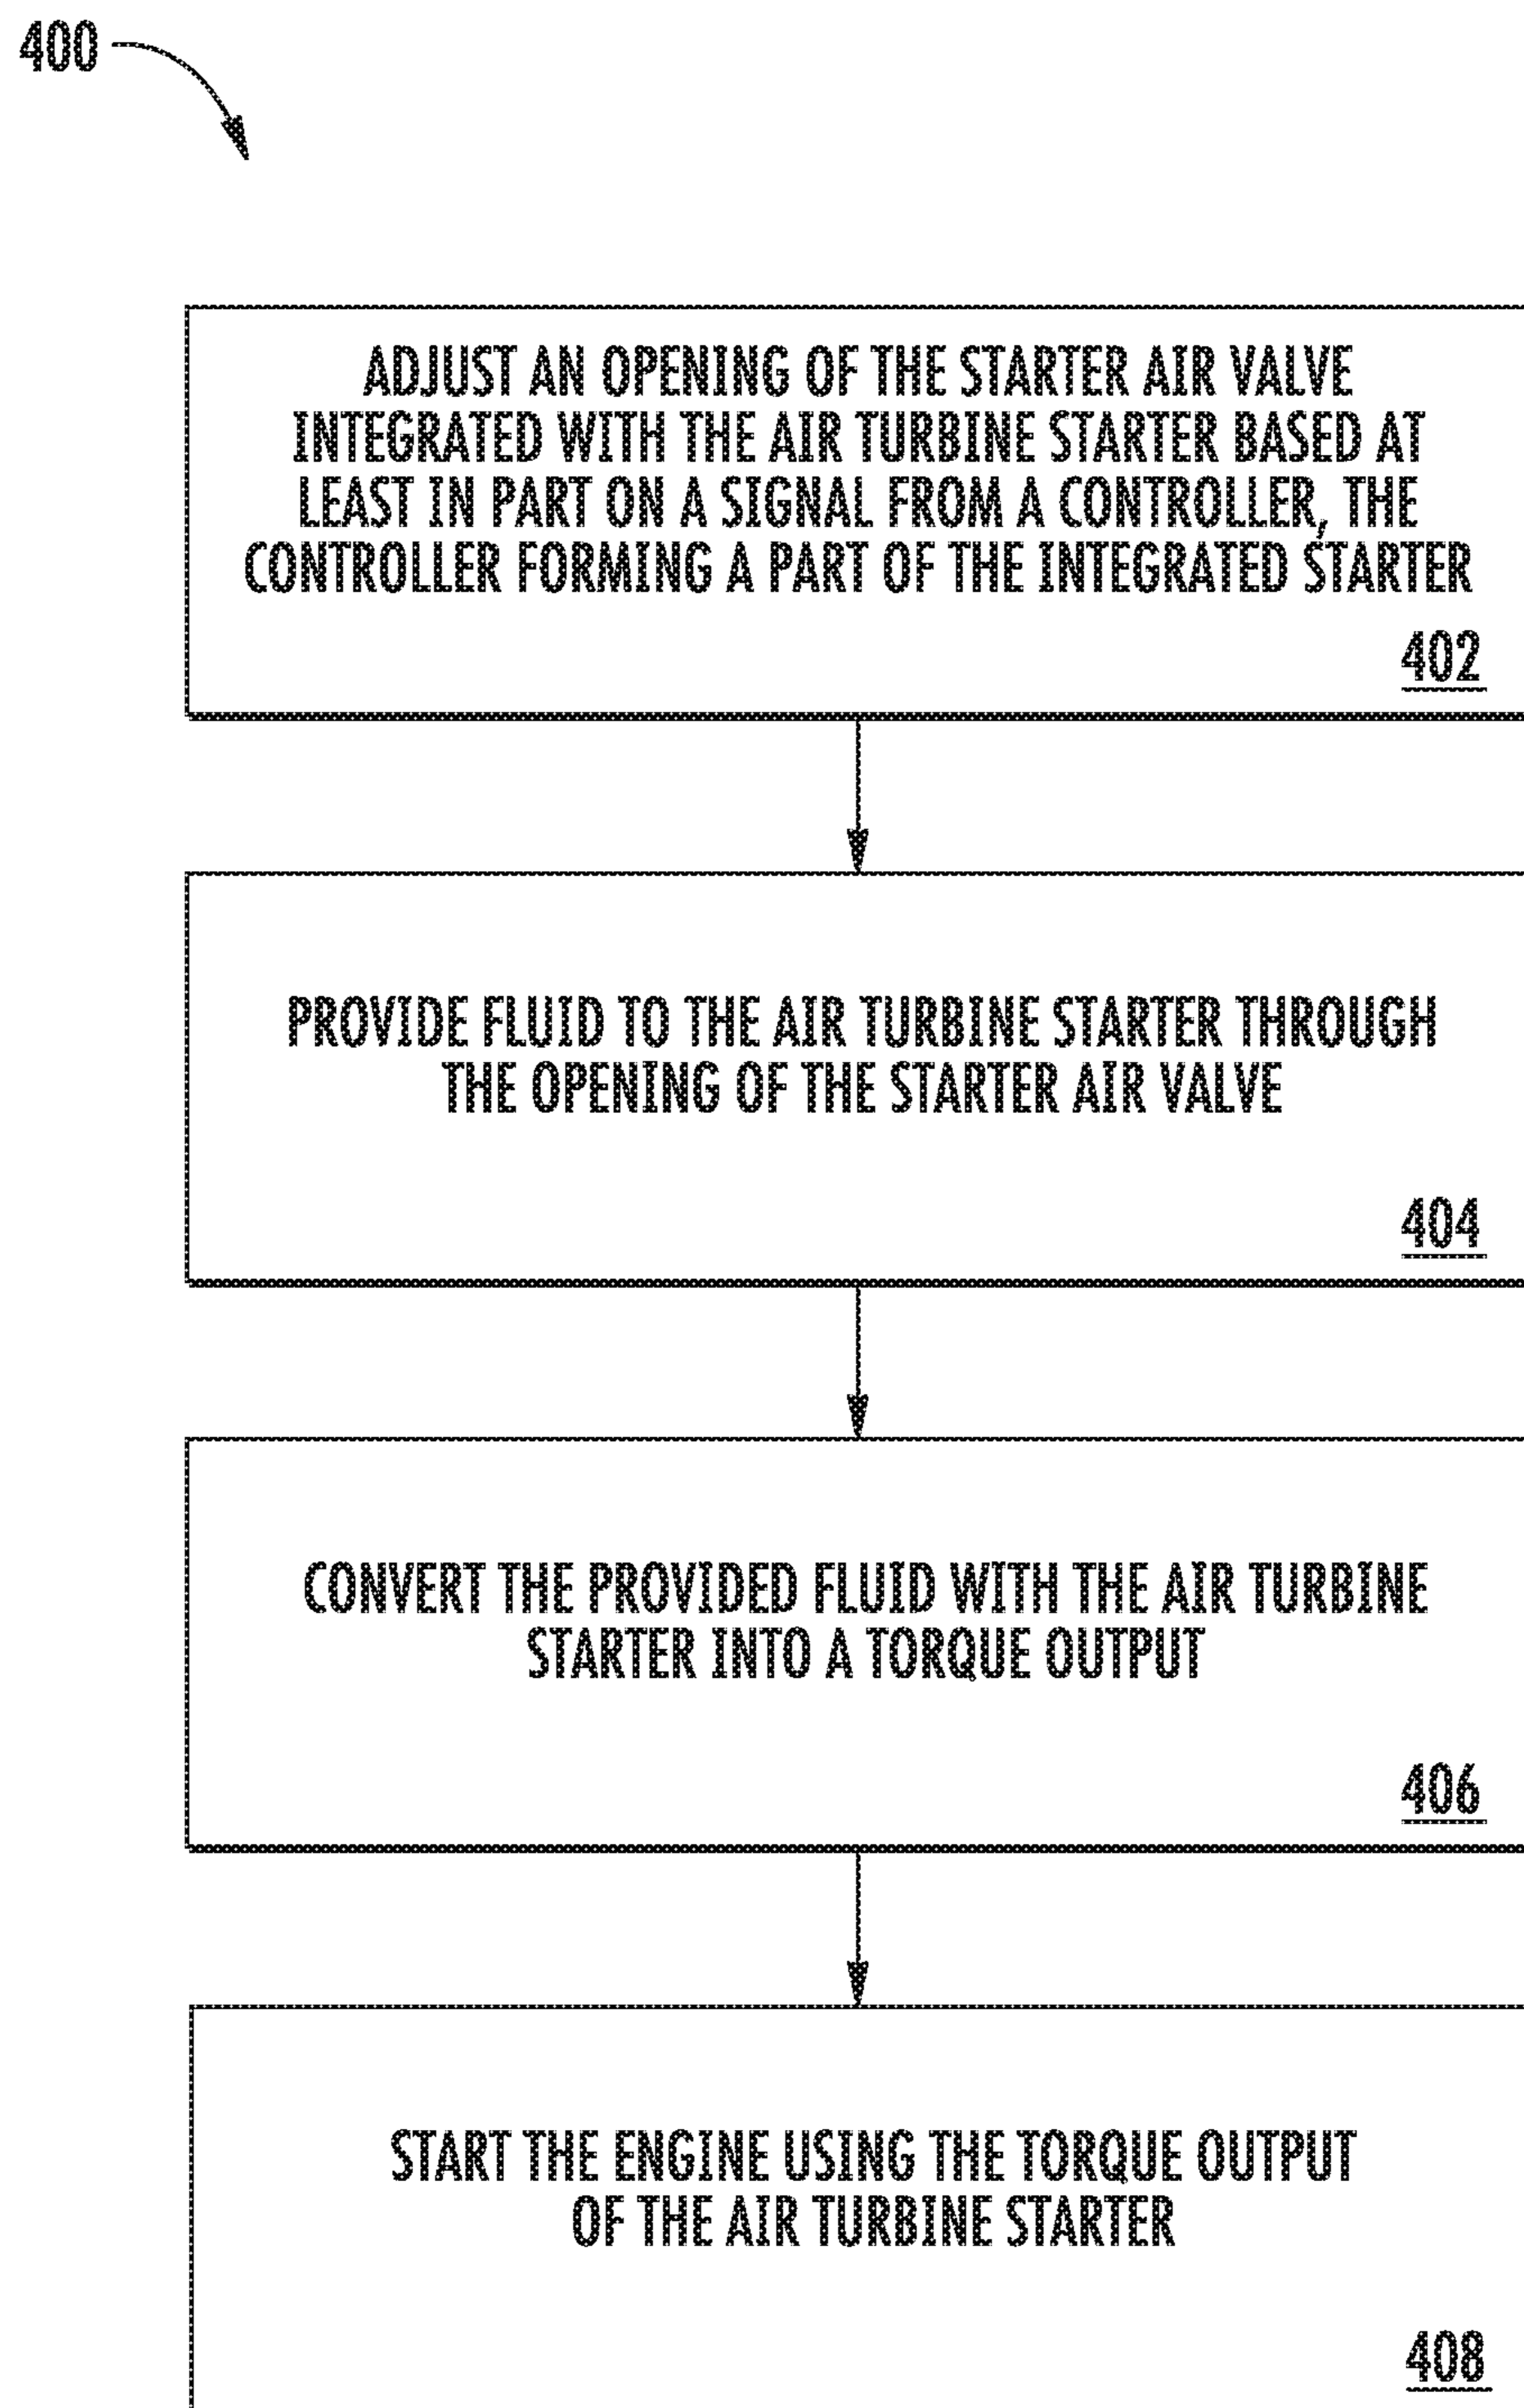 400
ADJUST AN OPENING OF THE STARTER AIR VALVE
INTEGRATED WITH THE AIR TURBINE STARTER BASED AT
LEAST IN PART ON A SIGNAL FROM A CONTROLLER, THE
CONTROLLER FORMING A PART OF THE INTEGRATED STARTER
402
PROVIDE FLUID TO THE AIR TURBINE STARTER THROUGH
THE OPENING OF THE STARTER AIR VALVE
404
CONVERT THE PROVIDED FLUID WITH THE AIR TURBINE
STARTER INTO A TORQUE OUTPUT
406
START THE ENGINE USING THE TORQUE OUTPUT
OF THE AIR TURBINE STARTER
408